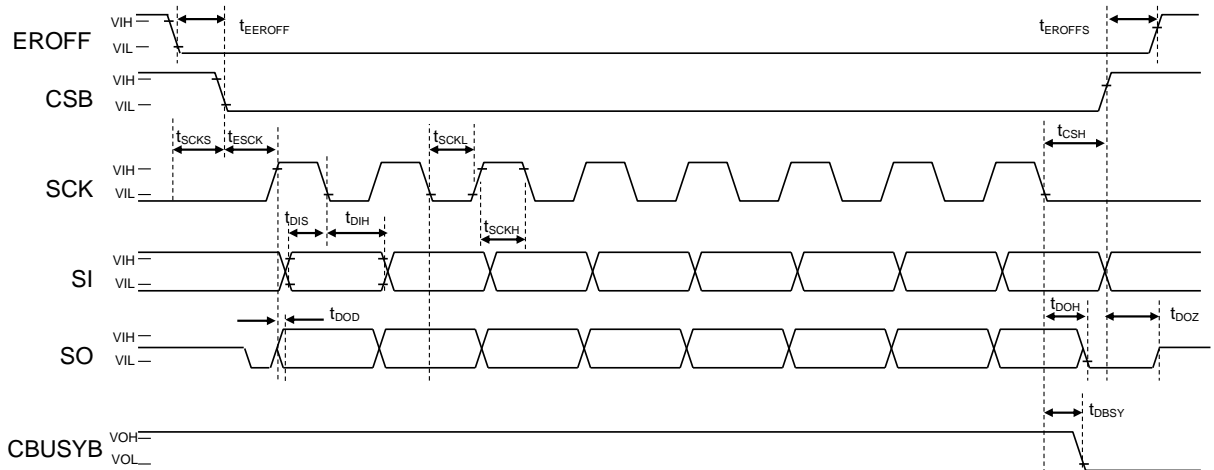 VIH
tEEROFF
tEROFFS
EROFF
VIL
VIH
CSB
VIL
tSCKS
tESCK
tSCKL
tCSH
VIH
SCK
VIL
tDIS
tDIH
tSCKH
VIH
SI
VIL
tDOD
tDOH
tDOZ
VIH
SO
VIL
tDBSY
VOH
CBUSYB
VOL